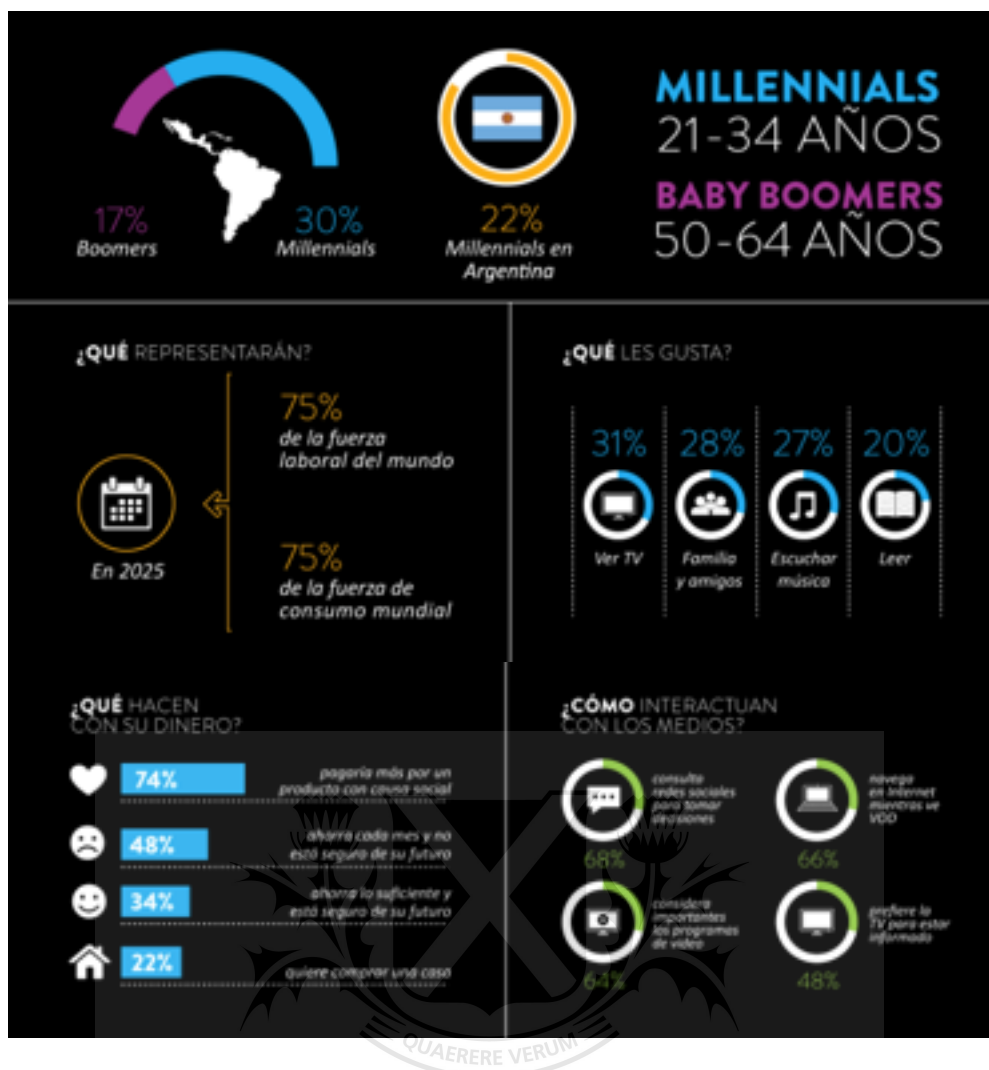 MILLENNIALS
21-34 AÑOS
BABY BOOMERS
50-64 AÑOS
17%
Boomers
30%
Millennials
22%
Millennials en
Argentina
¿QUÉ REPRESENTARÁN?
En 2025
75%
de la fuerza
laboral del mundo
75%
de la fuerza de
consumo mundial
¿QUÉ LES GUSTA?
31%
Ver TV
28%
Familia
y amigos
27%
Escuchar
música
20%
Leer
¿QUÉ HACEN
CON SU DINERO?
74%
pagaría más por un
producto con causa social
48%
ahorra cada mes y no
está seguro de su futuro
34%
ahorra lo suficiente y
está seguro de su futuro
22%
quiere comprar una casa
¿CÓMO INTERACTUAN
CON LOS MEDIOS?
consulta
redes sociales
para tomar
decisiones
68%
navega
en Internet
mientras ve
VOD
66%
considera
importantes
los programas
de video
64%
prefiere la
TV para estar
informado
48%
QUAERERE VERUM